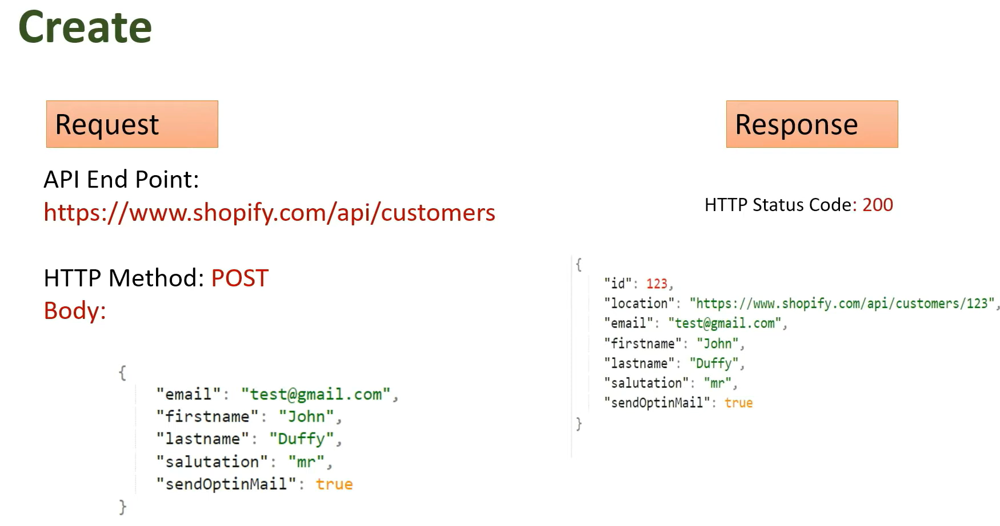 Create
Request
API End Point:
https://www.shopify.com/api/customers
HTTP Method: POST
Body:
{
"email": "test@gmail.com",
"firstname": "John",
"lastname": "Duffy",
"salutation": "mr",
"sendOptinMail": true
}
Response
HTTP Status Code: 200
{
"id": 123,
"location": "https://www.shopify.com/api/customers/123",
"email": "test@gmail.com",
"firstname": "John",
"lastname": "Duffy",
"salutation": "mr",
"sendOptinMail": true
}